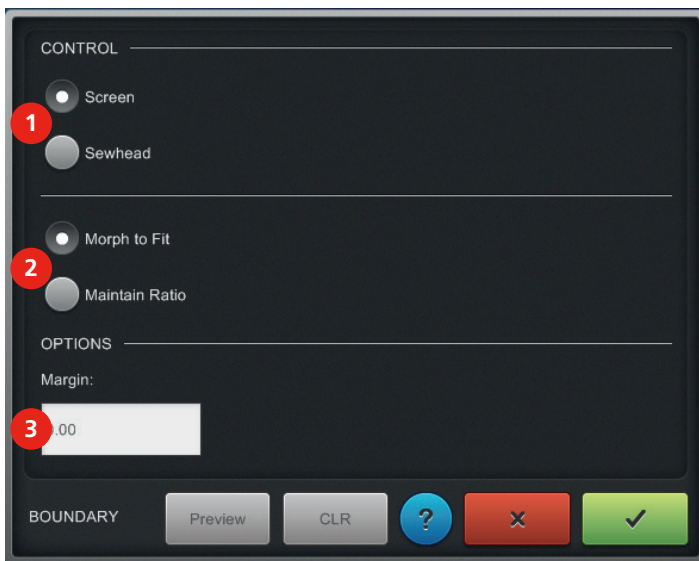 CONTROL
Screen
1
Sewhead
Morph to Fit
2
Maintain Ratio
OPTIONS
Margin:
3 .00
BOUNDARY Preview CLR ?